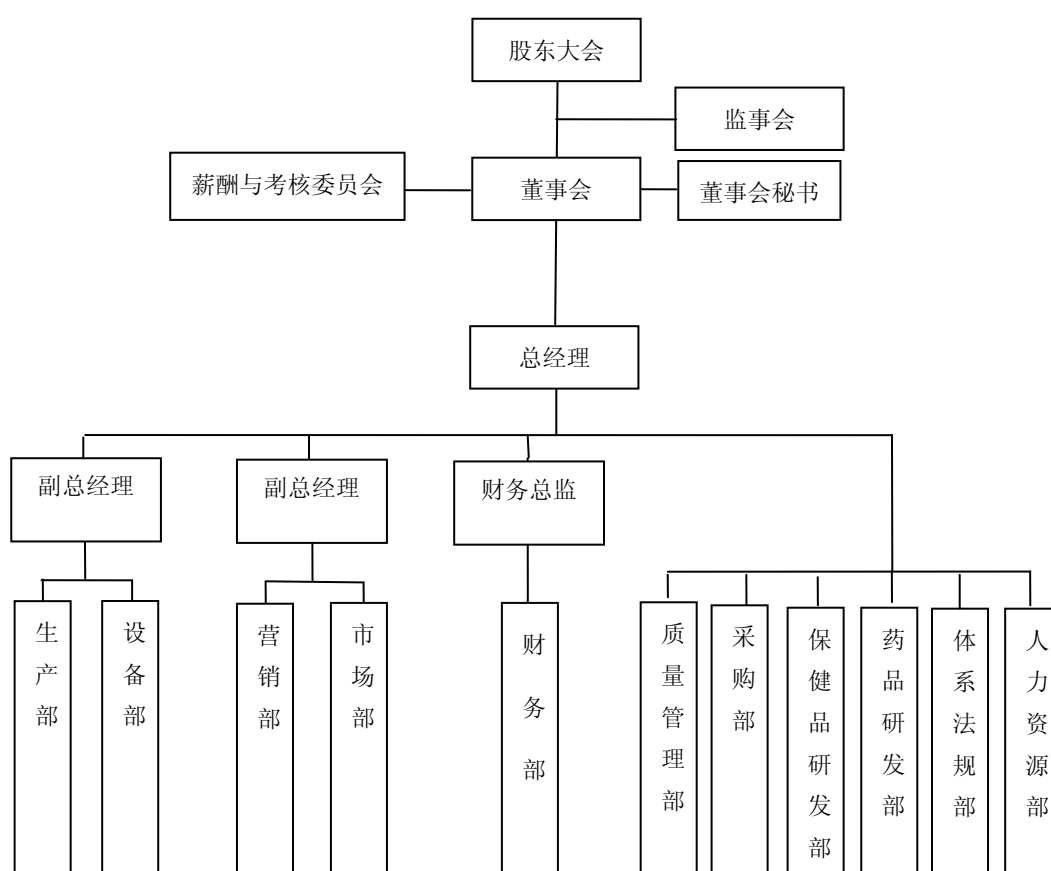 股东大会
监事会
薪酬与考核委员会
董事会
董事会秘书
总经理
副总经理
副总经理
财务总监
生产部
设备部
营销部
市场部
财务部
质量管理部
采购部
保健品研发部
药品研发部
体系法规部
人力资源部